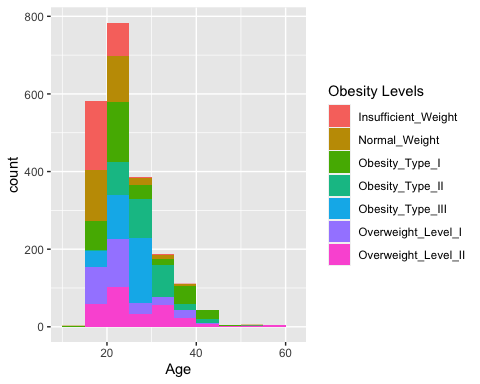 800
600
400
200
0
count
20
40
60
Age
Obesity Levels
Insufficient_Weight
Normal_Weight
Obesity_Type_I
Obesity_Type_II
Obesity_Type_III
Overweight_Level_I
Overweight_Level_II